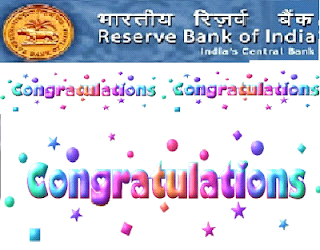 भारतीय रिज़र्व बैंक
Reserve Bank of India
India's Central Bank
Congratulations Congratulations
Congratulations